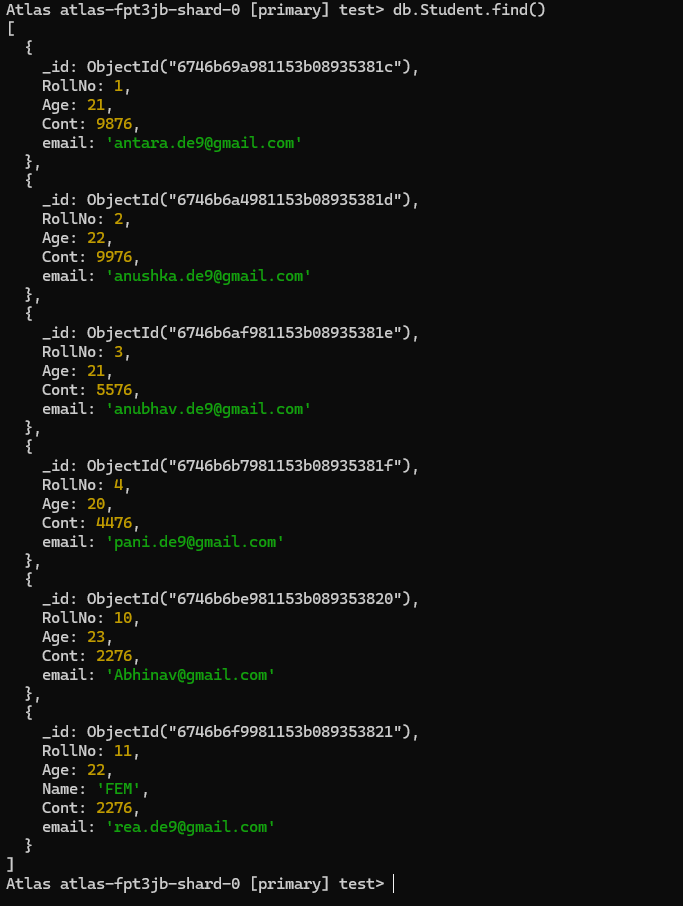 Atlas atlas-fpt3jb-shard-0 [primary] test> db.Student.find()
[
  {
    _id: ObjectId("6746b69a981153b08935381c"),
    RollNo: 1,
    Age: 21,
    Cont: 9876,
    email: 'antara.de9@gmail.com'
  },
  {
    _id: ObjectId("6746b6a4981153b08935381d"),
    RollNo: 2,
    Age: 22,
    Cont: 9976,
    email: 'anushka.de9@gmail.com'
  },
  {
    _id: ObjectId("6746b6af981153b08935381e"),
    RollNo: 3,
    Age: 21,
    Cont: 5576,
    email: 'anubhav.de9@gmail.com'
  },
  {
    _id: ObjectId("6746b6b7981153b08935381f"),
    RollNo: 4,
    Age: 20,
    Cont: 4476,
    email: 'pani.de9@gmail.com'
  },
  {
    _id: ObjectId("6746b6be981153b089353820"),
    RollNo: 10,
    Age: 23,
    Cont: 2276,
    email: 'Abhinav@gmail.com'
  },
  {
    _id: ObjectId("6746b6f9981153b089353821"),
    RollNo: 11,
    Age: 22,
    Name: 'FEM',
    Cont: 2276,
    email: 'rea.de9@gmail.com'
  }
]
Atlas atlas-fpt3jb-shard-0 [primary] test>